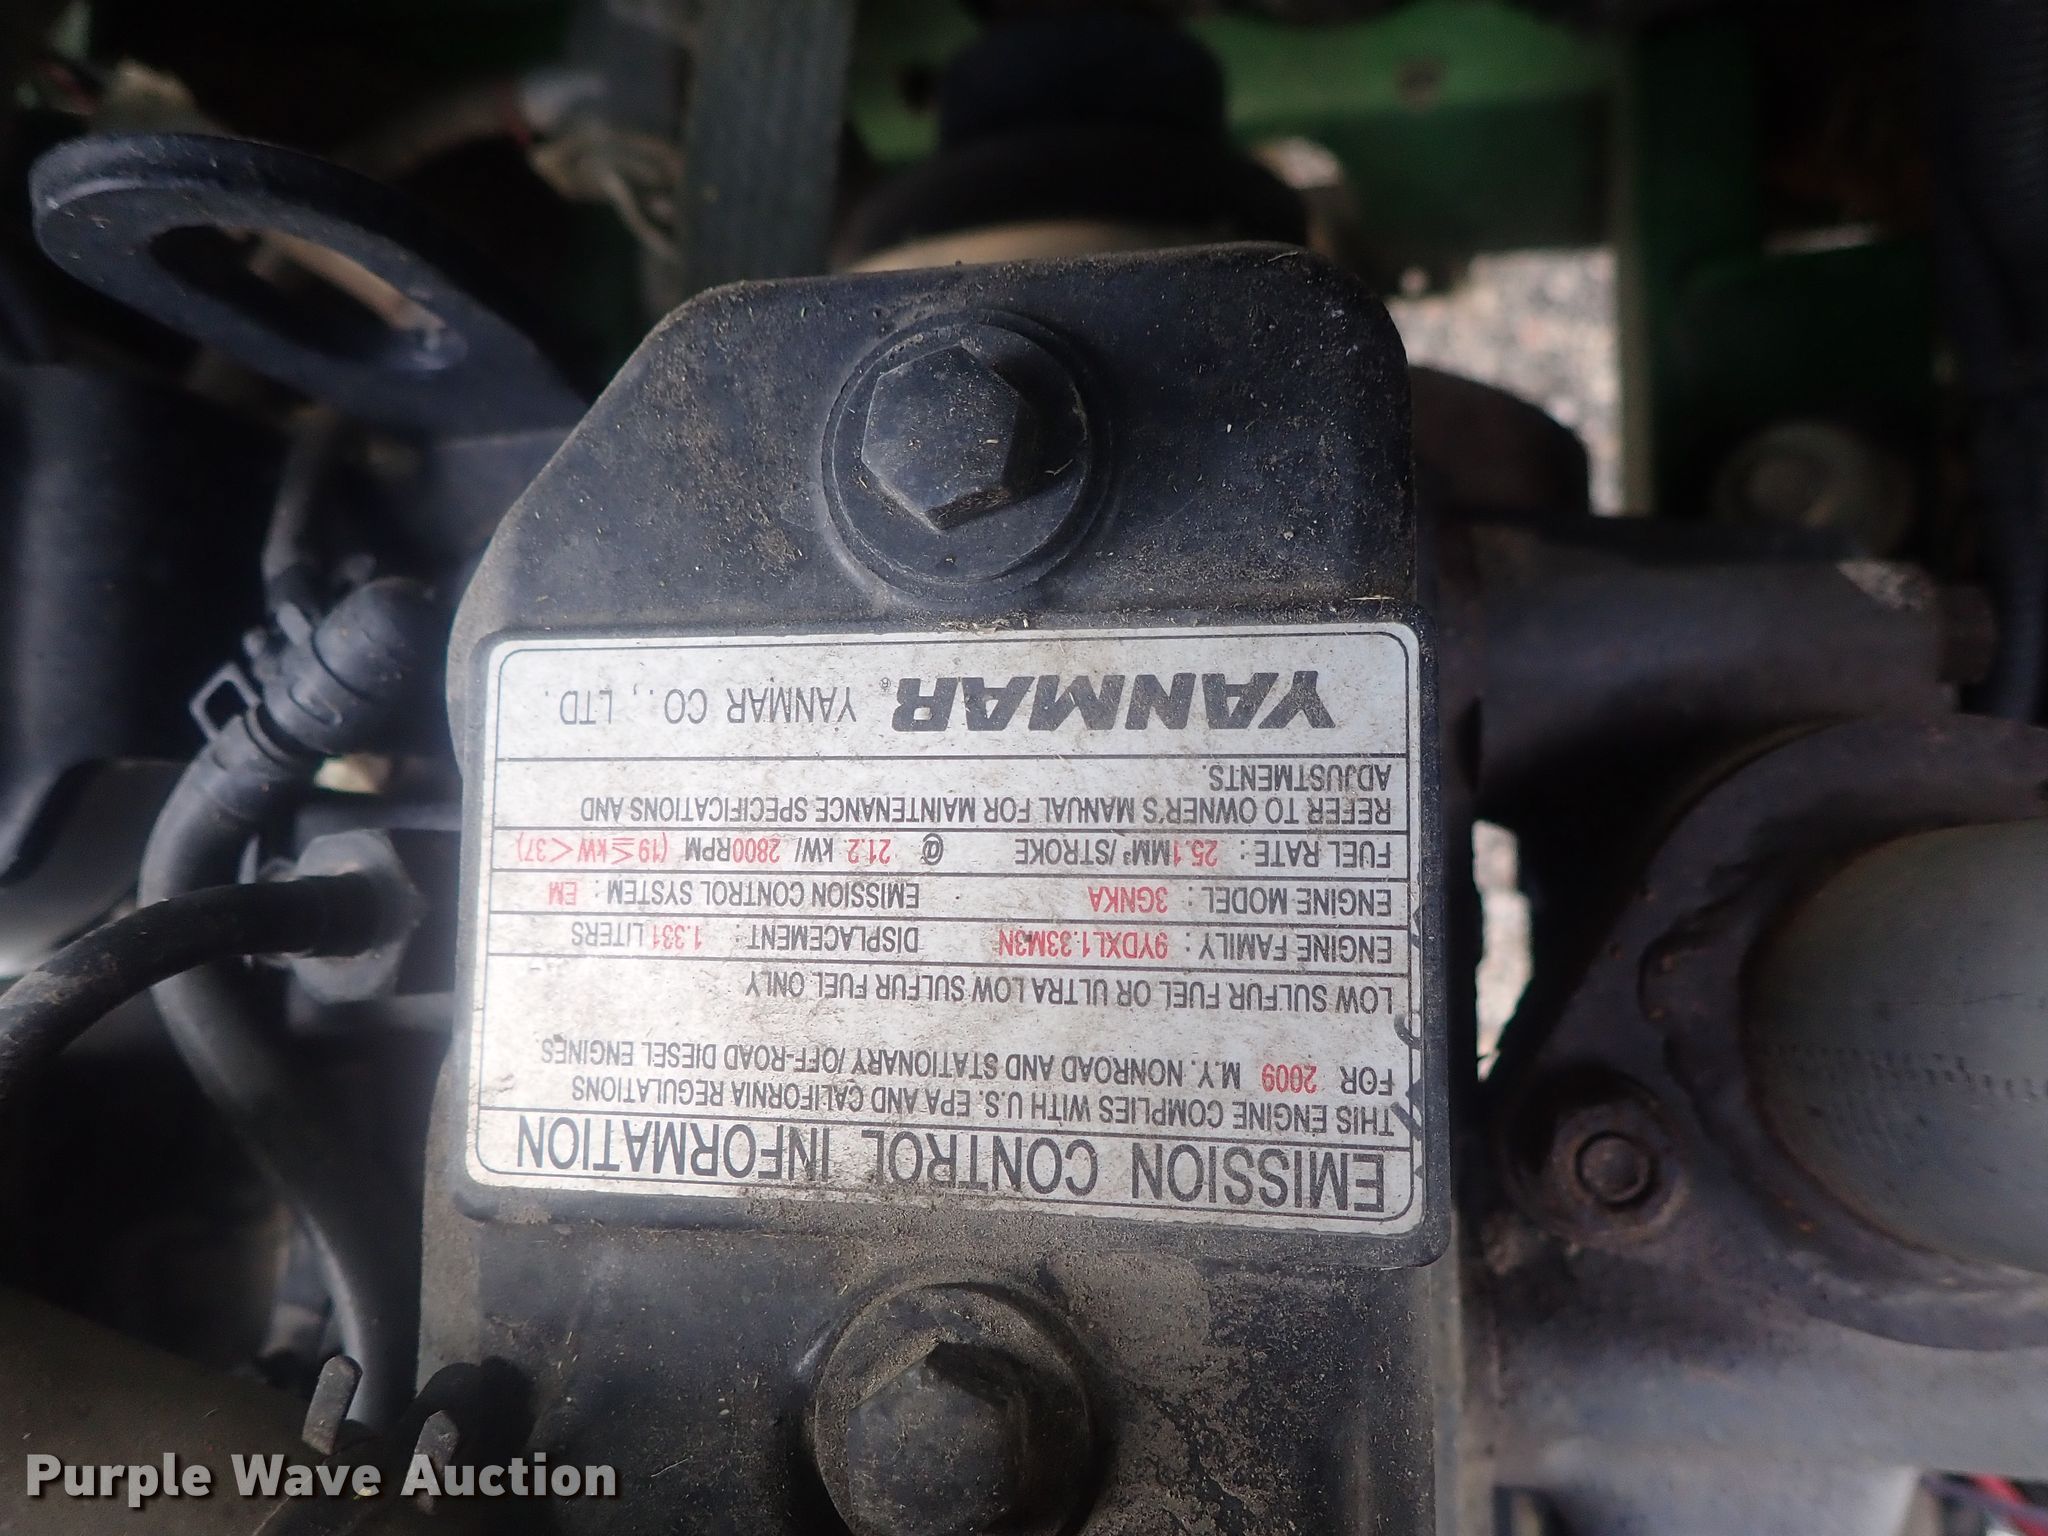 EMISSION CONTROL INFORMATION
THIS ENGINE COMPLIES WITH U.S. EPA AND CALIFORNIA REGULATIONS
FOR 2009 M.Y. NONROAD AND STATIONARY/OFF-ROAD DIESEL ENGINES
LOW SULFUR FUEL OR ULTRA LOW SULFUR FUEL ONLY
ENGINE FAMILY : 9YDXL1.33M3N DISPLACEMENT : 1.331 LITERS
ENGINE MODEL : 3GNKA EMISSION CONTROL SYSTEM : EM
FUEL RATE : 25.1MM³/STROKE @ 21.2 kW/ 2800RPM (19≦kW<37)
REFER TO OWNER'S MANUAL FOR MAINTENANCE SPECIFICATIONS AND
ADJUSTMENTS.
YANMAR® YANMAR CO., LTD.
Purple Wave Auction